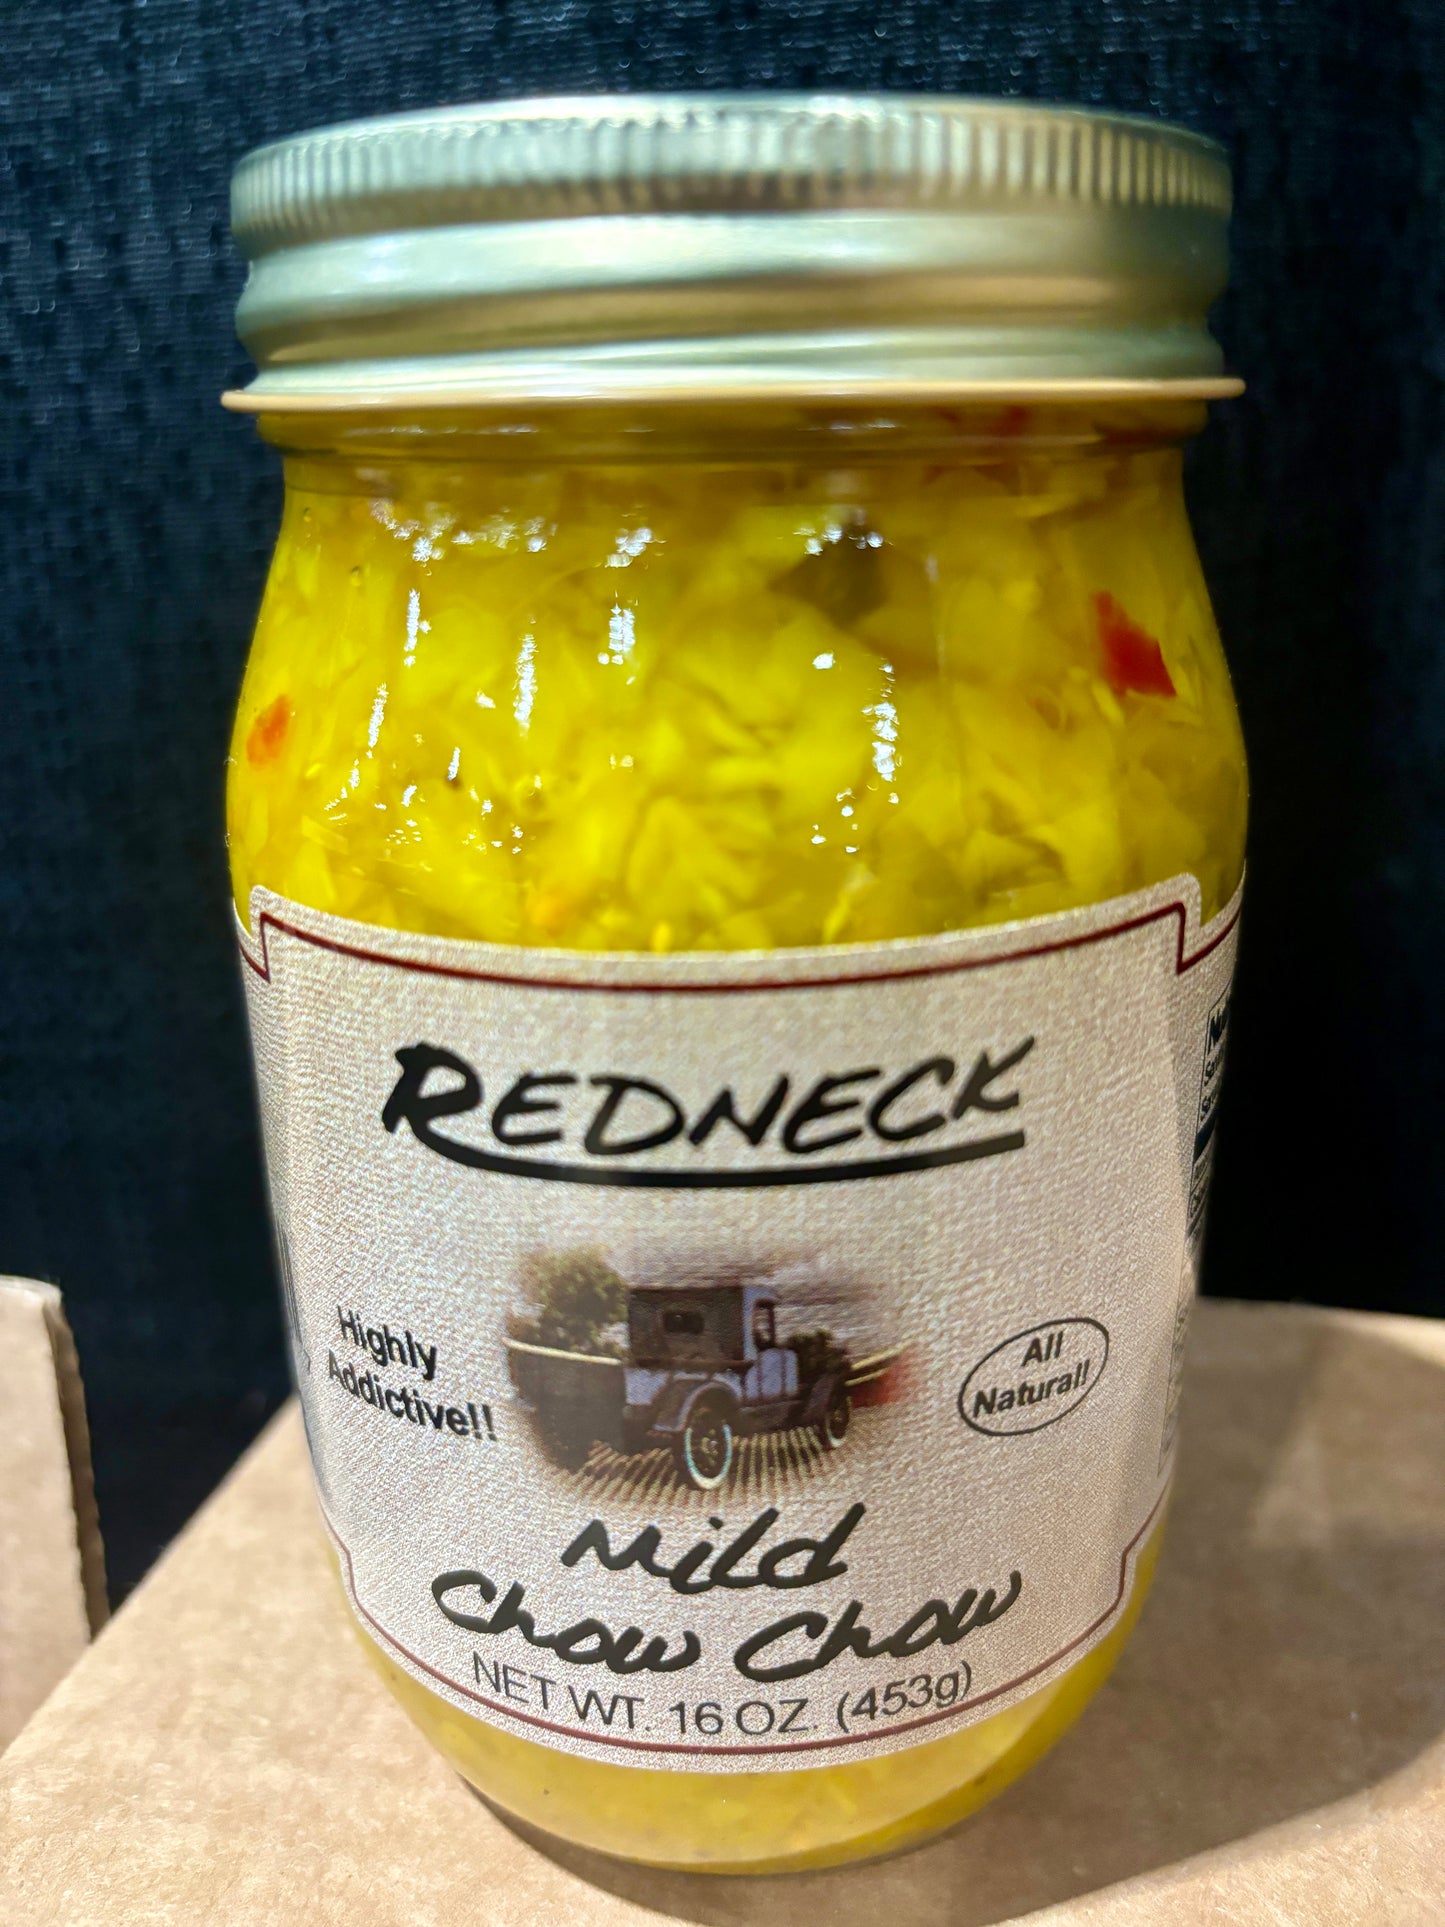 REDNECK
Highly
Addictive!!
All
Natural!
Mild
Chow Chow
NET WT. 16 OZ. (453g)